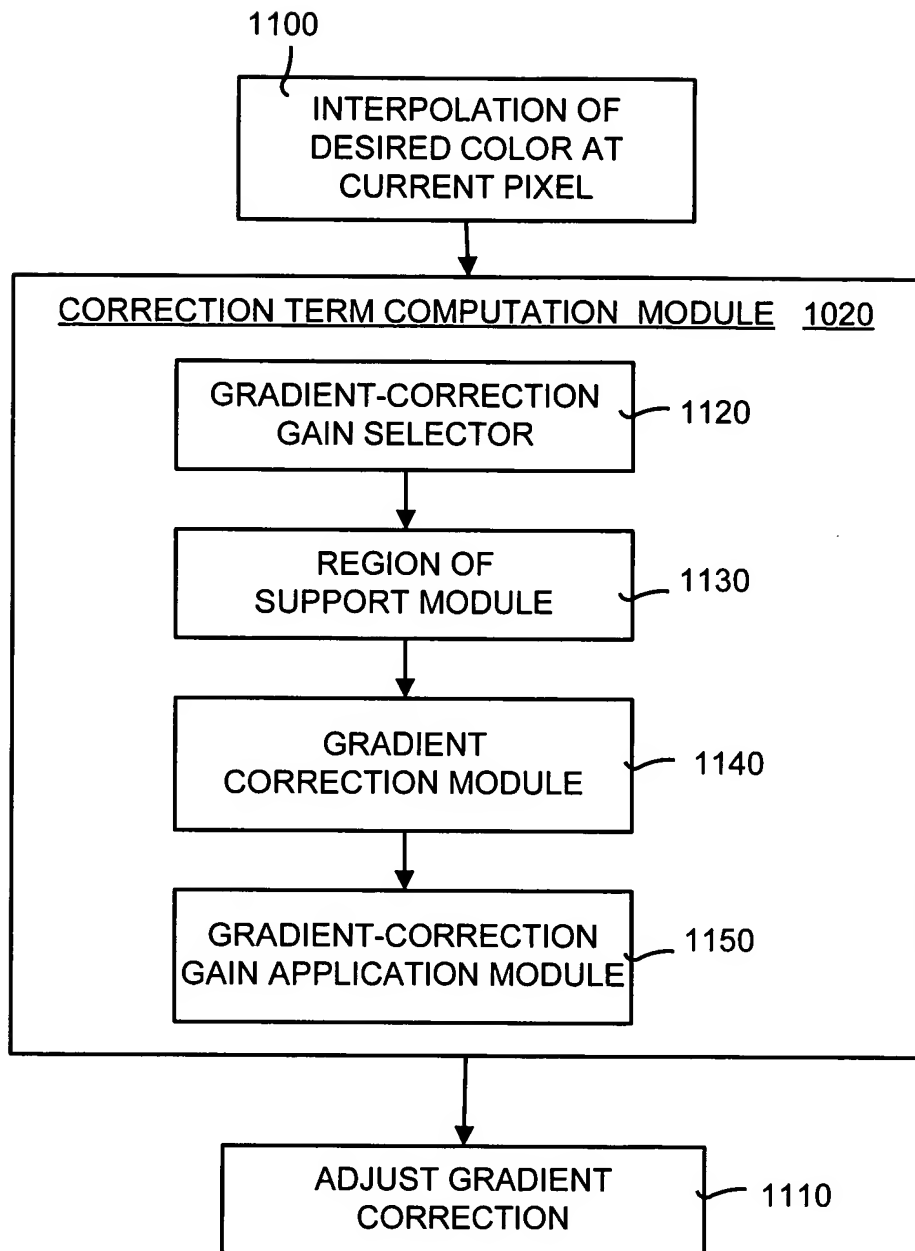 1100
INTERPOLATION OF
DESIRED COLOR AT
CURRENT PIXEL
CORRECTION TERM COMPUTATION MODULE 1020
GRADIENT-CORRECTION
GAIN SELECTOR
1120
REGION OF
SUPPORT MODULE
1130
GRADIENT
CORRECTION MODULE
1140
GRADIENT-CORRECTION
GAIN APPLICATION MODULE
1150
ADJUST GRADIENT
CORRECTION
1110